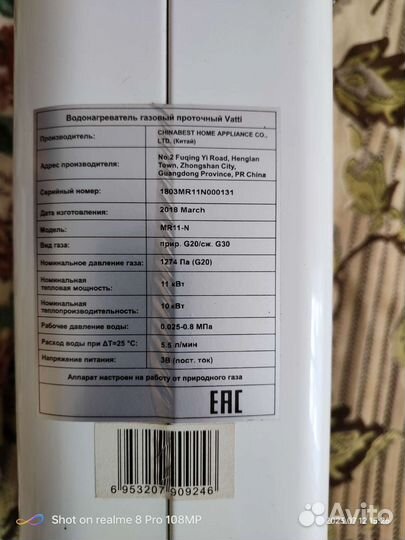 Водонагреватель газовый проточный Vatti
Производитель: CHINABEST HOME APPLIANCE CO.,
LTD. (Китай)
Адрес производителя: No.2 Fuqing Yi Road, Henglan
Town, Zhongshan City,
Guangdong Province, PR China
Серийный номер: 1803MR11N000131
Дата изготовления: 2018 March
Модель: MR11-N
Вид газа: прир. G20/сж. G30
Номинальное давление газа: 1274 Па (G20)
Номинальная
тепловая мощность: 11 кВт
Номинальная
теплопроизводительность: 10 кВт
Рабочее давление воды: 0.025-0.8 МПа
Расход воды при ΔT=25 °C: 5.5 л/мин
Напряжение питания: 3В (пост. ток)
Аппарат настроен на работу от природного газа
EAC
6 953207 909246
Shot on realme 8 Pro 108MP
Avito